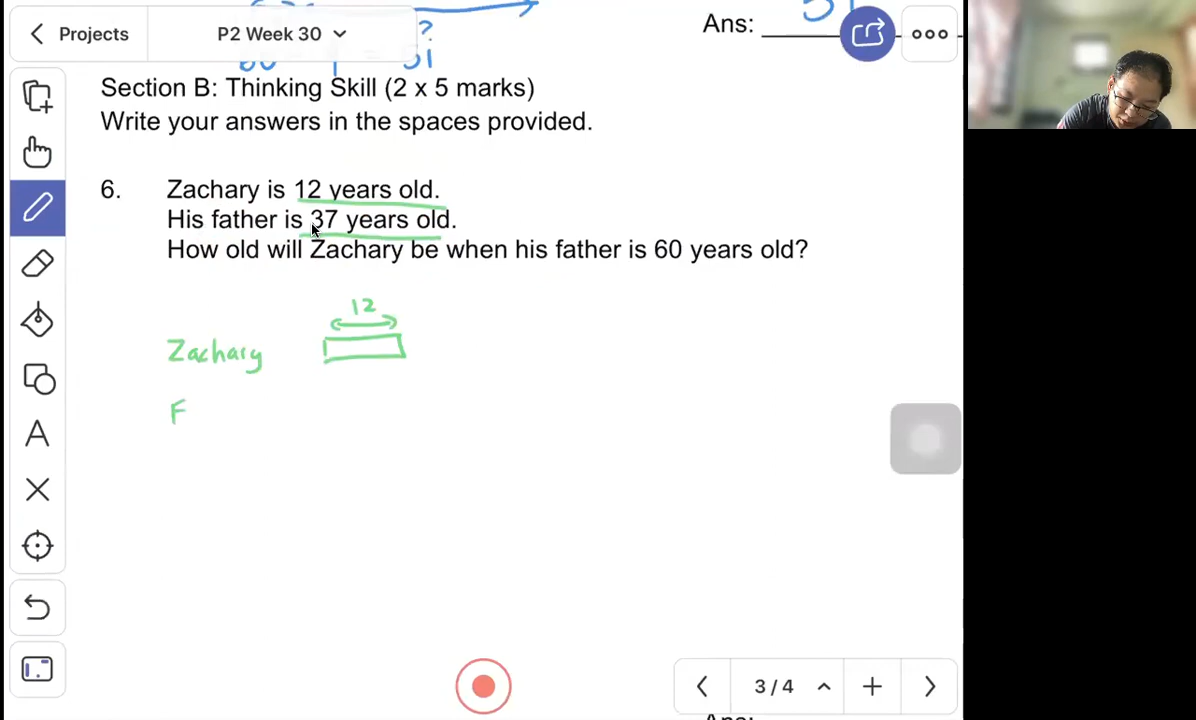 Projects
P2 Week 30
?
Ans:
Section B: Thinking Skill (2 x 5 marks)
Write your answers in the spaces provided.
6. Zachary is 12 years old.
His father is 37 years old.
How old will Zachary be when his father is 60 years old?
12
Zachary
F
3 / 4